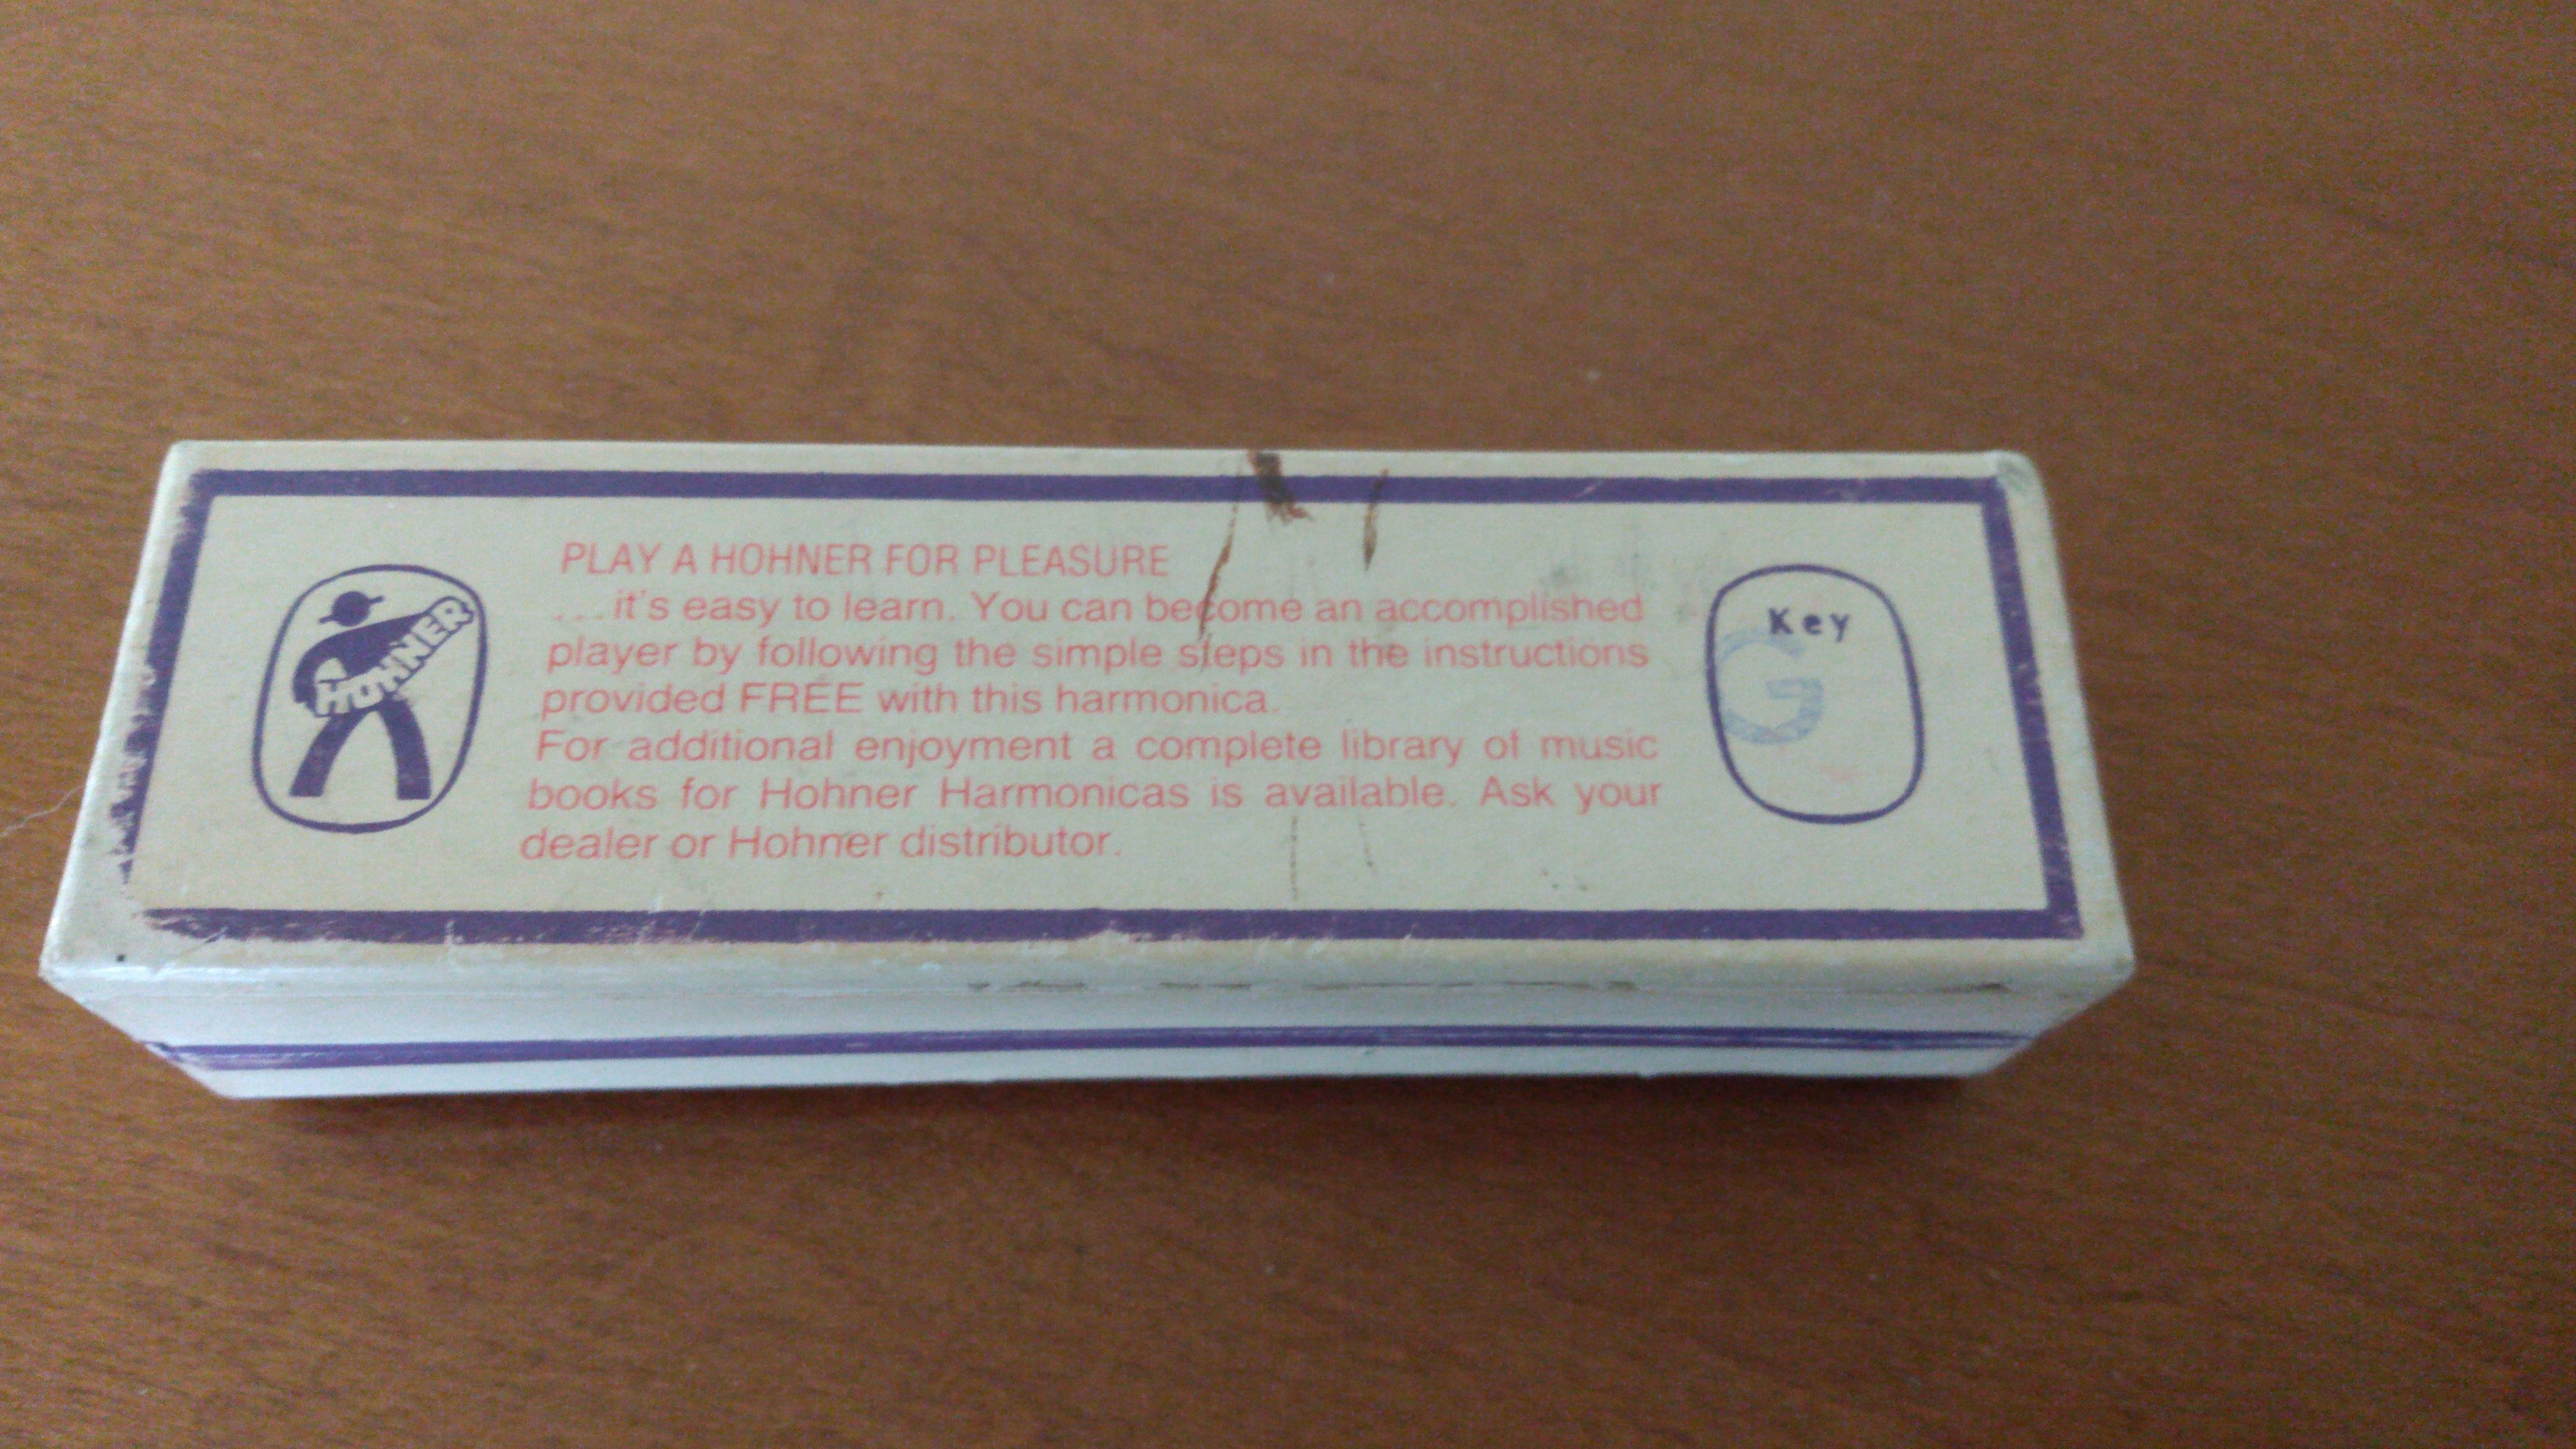 HOHNER
PLAY A HOHNER FOR PLEASURE
...it's easy to learn. You can become an accomplished
player by following the simple steps in the instructions
provided FREE with this harmonica.
For additional enjoyment a complete library of music
books for Hohner Harmonicas is available. Ask your
dealer or Hohner distributor.
Key
G